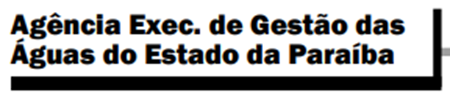 Agência Exec. de Gestão das
Águas do Estado da Paraíba